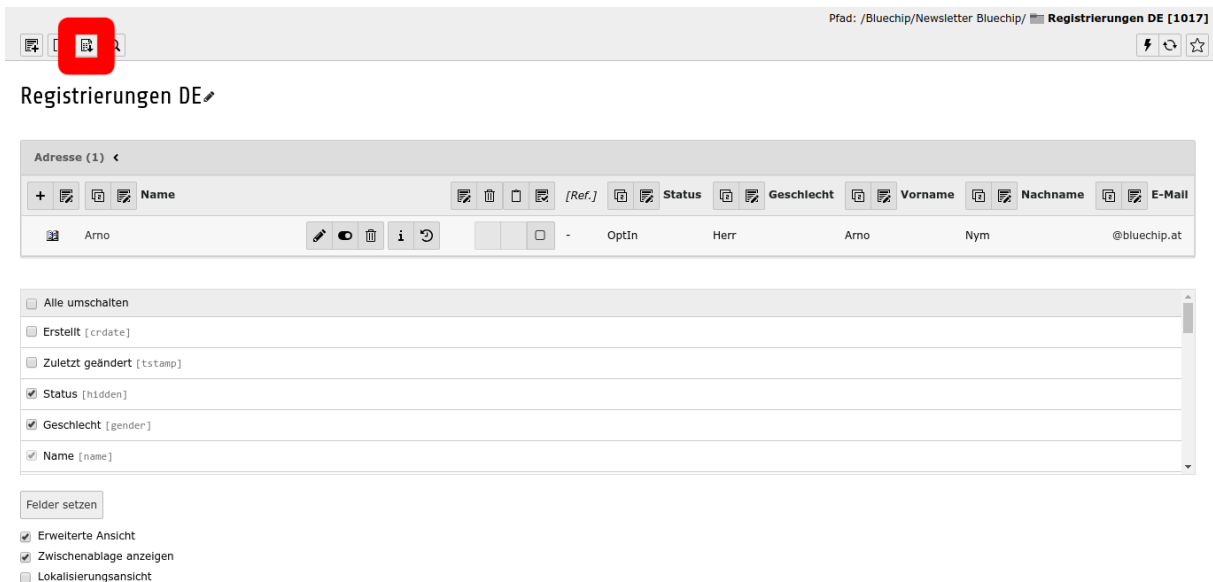 Pfad: /Bluechip/Newsletter Bluechip/ Registrierungen DE [1017]
Registrierungen DE
Adresse (1)
Name [Ref.] Status Geschlecht Vorname Nachname E-Mail
Arno - OptIn Herr Arno Nym @bluechip.at
Alle umschalten
Erstellt [crdate]
Zuletzt geändert [tstamp]
Status [hidden]
Geschlecht [gender]
Name [name]
Felder setzen
Erweiterte Ansicht
Zwischenablage anzeigen
Lokalisierungsansicht